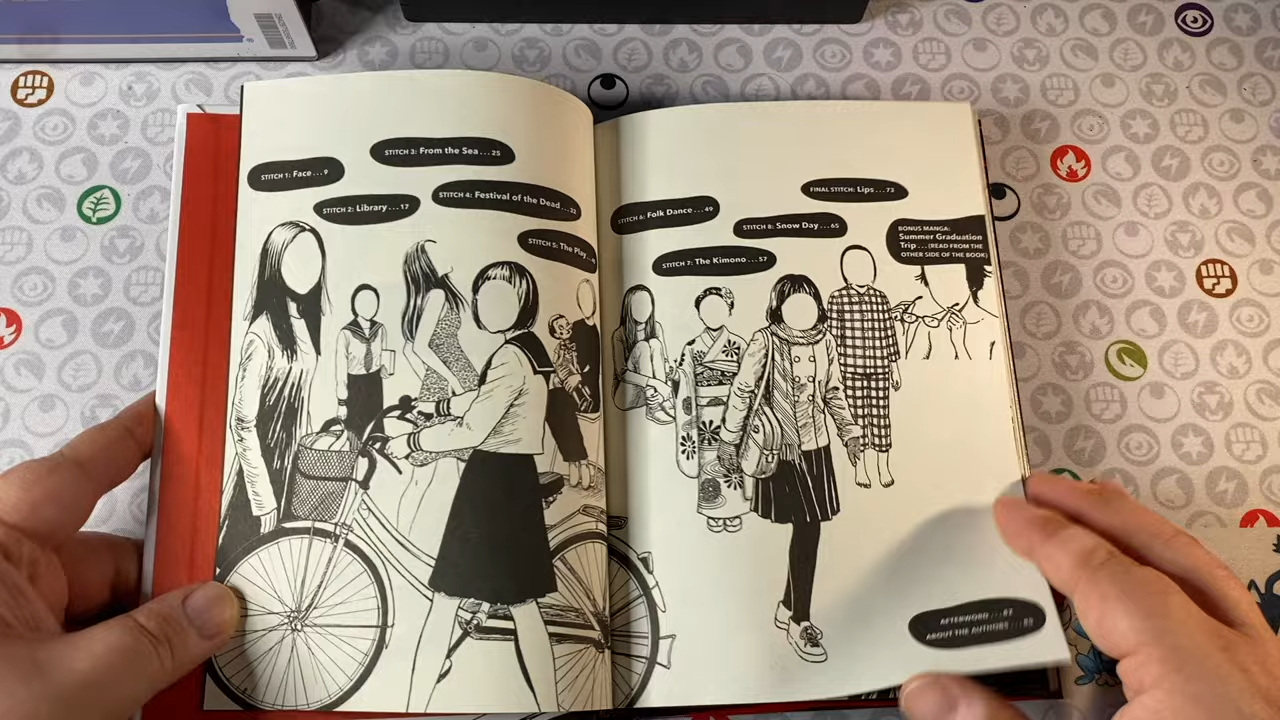 STITCH 1: Face...9
STITCH 2: Library...17
STITCH 3: From the Sea...25
STITCH 4: Festival of the Dead...32
STITCH 5: The Play...
STITCH 6: Folk Dance...49
STITCH 7: The Kimono...57
STITCH 8: Snow Day...65
FINAL STITCH: Lips...73
BONUS MANGA:
Summer Graduation
Trip...(READ FROM THE
OTHER SIDE OF THE BOOK)
AFTERWORD...
ABOUT THE AUTHORS...